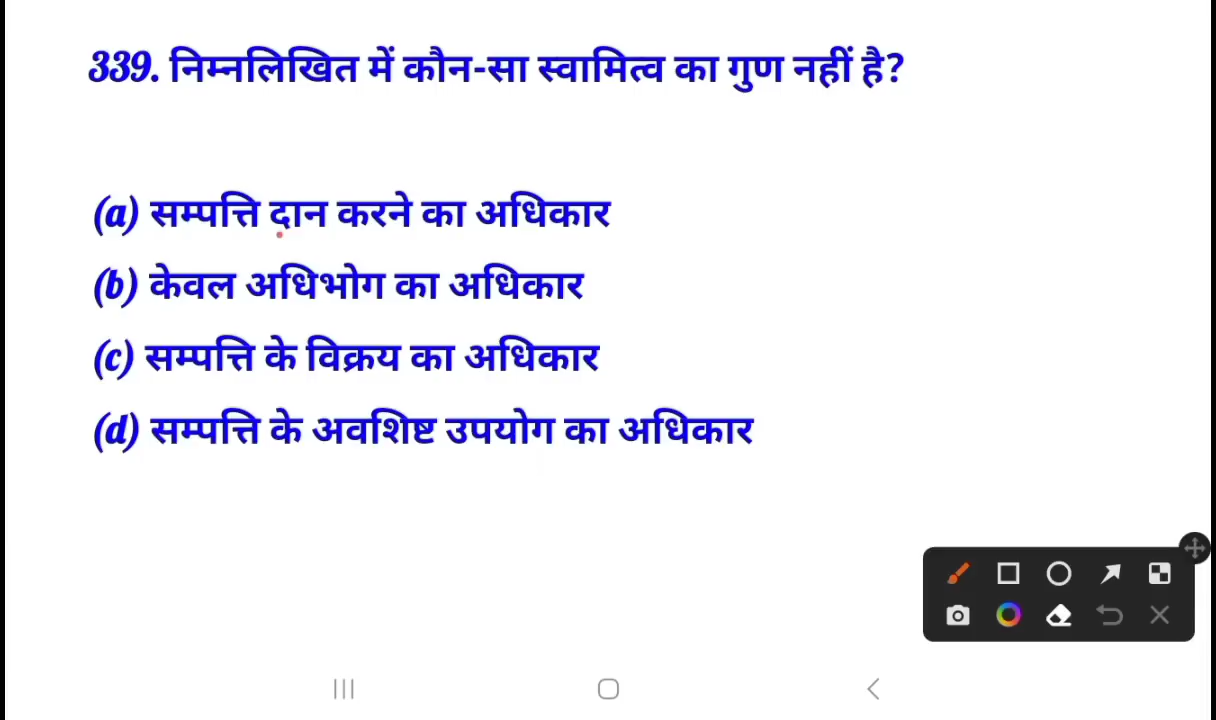 339. निम्नलिखित में कौन-सा स्वामित्व का गुण नहीं है?
(a) सम्पत्ति दान करने का अधिकार
(b) केवल अधिभोग का अधिकार
(c) सम्पत्ति के विक्रय का अधिकार
(d) सम्पत्ति के अवशिष्ट उपयोग का अधिकार